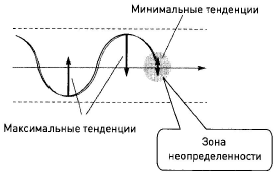 Минимальные тенденции
Максимальные тенденции
Зона
неопределенности